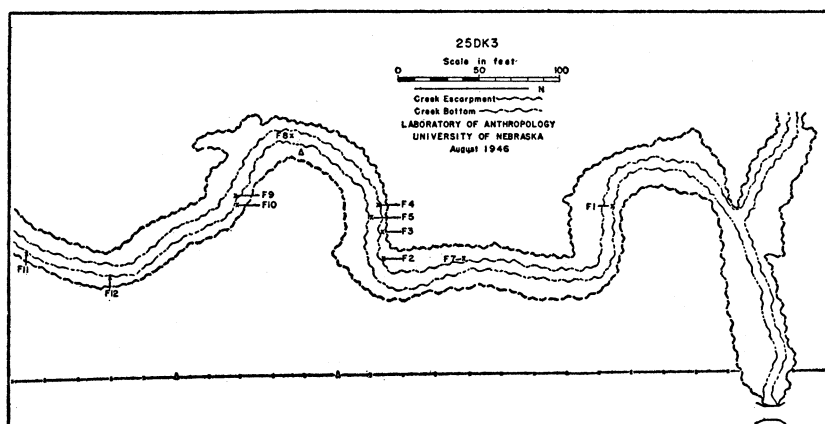 25DK3
Scale in feet
0 50 100
N
Creek Escarpment
Creek Bottom
LABORATORY OF ANTHROPOLOGY
UNIVERSITY OF NEBRASKA
August 1946
F8
F9
F10
F4
F5
F3
F2
F7
F1
F11
F12